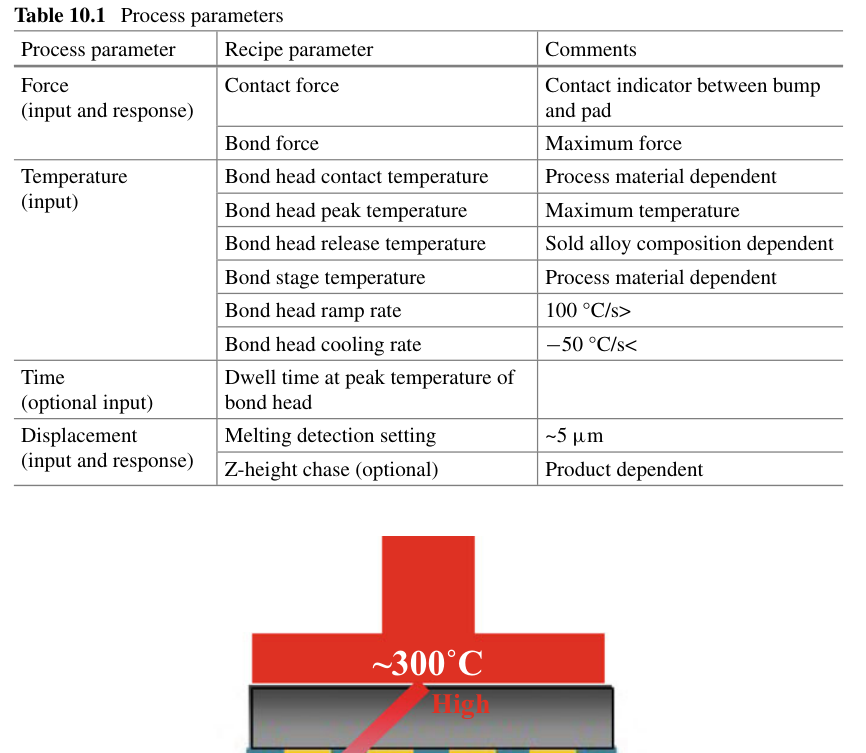 Table 10.1 Process parameters
Process parameter Recipe parameter Comments
Force Contact force Contact indicator between bump
(input and response) and pad
Bond force Maximum force
Temperature Bond head contact temperature Process material dependent
(input)
Bond head peak temperature Maximum temperature
Bond head release temperature Sold alloy composition dependent
Bond stage temperature Process material dependent
Bond head ramp rate 100 °C/s>
Bond head cooling rate −50 °C/s<
Time Dwell time at peak temperature of
(optional input) bond head
Displacement Melting detection setting ~5 μm
(input and response)
Z-height chase (optional) Product dependent
~300˚C
High